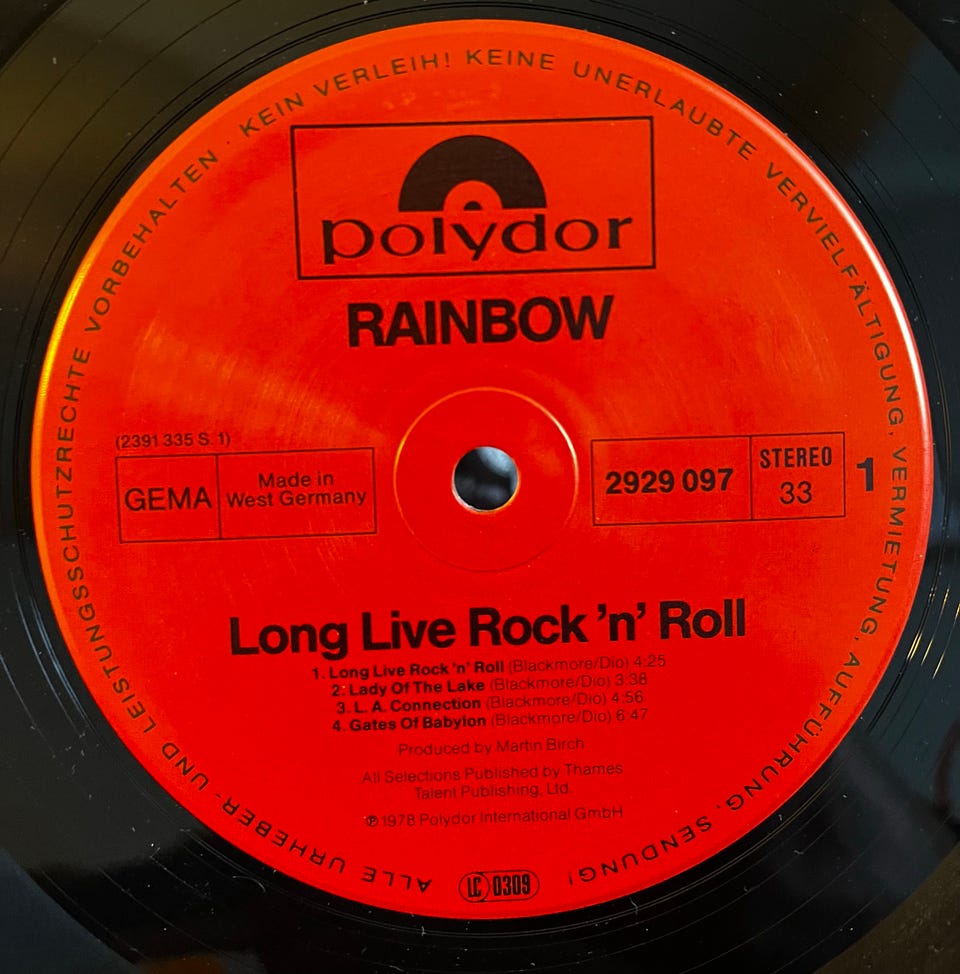 ALLE URHEBER- UND LEISTUNGSSCHUTZRECHTE VORBEHALTEN · KEIN VERLEIH! KEINE UNERLAUBTE VERVIELFÄLTIGUNG, VERMIETUNG, AUFFÜHRUNG, SENDUNG!
polydor
RAINBOW
(2391 335 S. 1)
GEMA
Made in
West Germany
2929 097
STEREO
33
1
Long Live Rock 'n' Roll
1. Long Live Rock 'n' Roll (Blackmore/Dio) 4:25
2. Lady Of The Lake (Blackmore/Dio) 3:38
3. L. A. Connection (Blackmore/Dio) 4:56
4. Gates Of Babylon (Blackmore/Dio) 6:47
Produced by Martin Birch
All Selections Published by Thames
Talent Publishing, Ltd.
℗ 1978 Polydor International GmbH
LC 0309